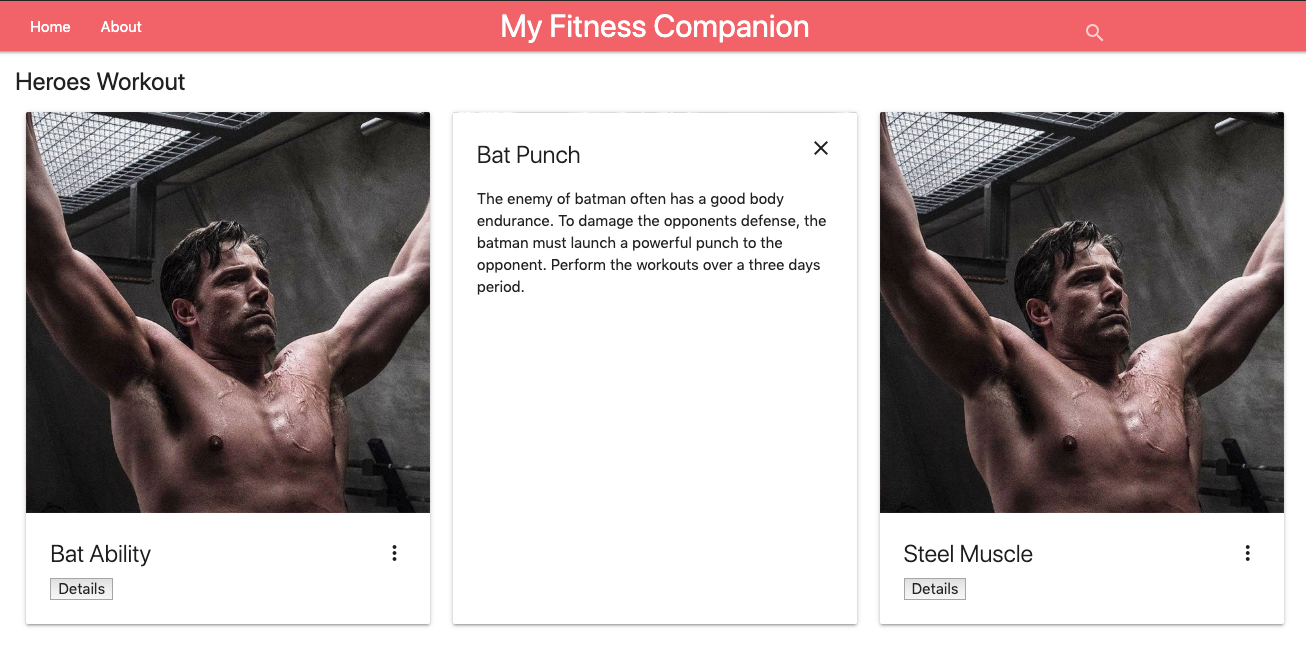 Home About My Fitness Companion
Heroes Workout
Bat Punch
The enemy of batman often has a good body
endurance. To damage the opponents defense, the
batman must launch a powerful punch to the
opponent. Perform the workouts over a three days
period.
Bat Ability
Details
Steel Muscle
Details